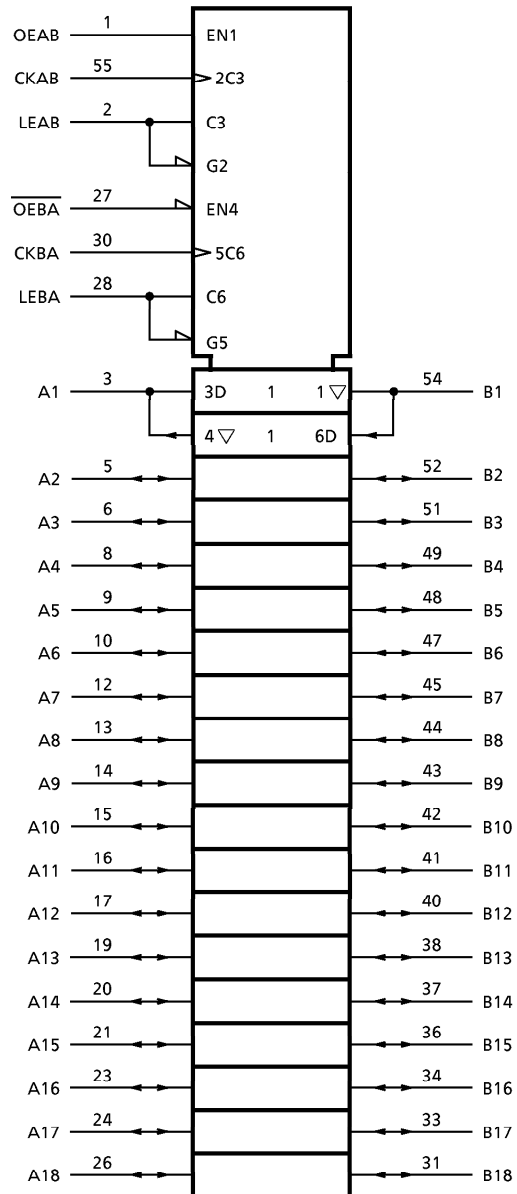 OEAB 1 EN1
CKAB 55 2C3
LEAB 2 C3
G2
OEBA 27 EN4
CKBA 30 5C6
LEBA 28 C6
G5
A1 3 3D 1 1 ▽ 54 B1
4 ▽ 1 6D
A2 5 52 B2
A3 6 51 B3
A4 8 49 B4
A5 9 48 B5
A6 10 47 B6
A7 12 45 B7
A8 13 44 B8
A9 14 43 B9
A10 15 42 B10
A11 16 41 B11
A12 17 40 B12
A13 19 38 B13
A14 20 37 B14
A15 21 36 B15
A16 23 34 B16
A17 24 33 B17
A18 26 31 B18